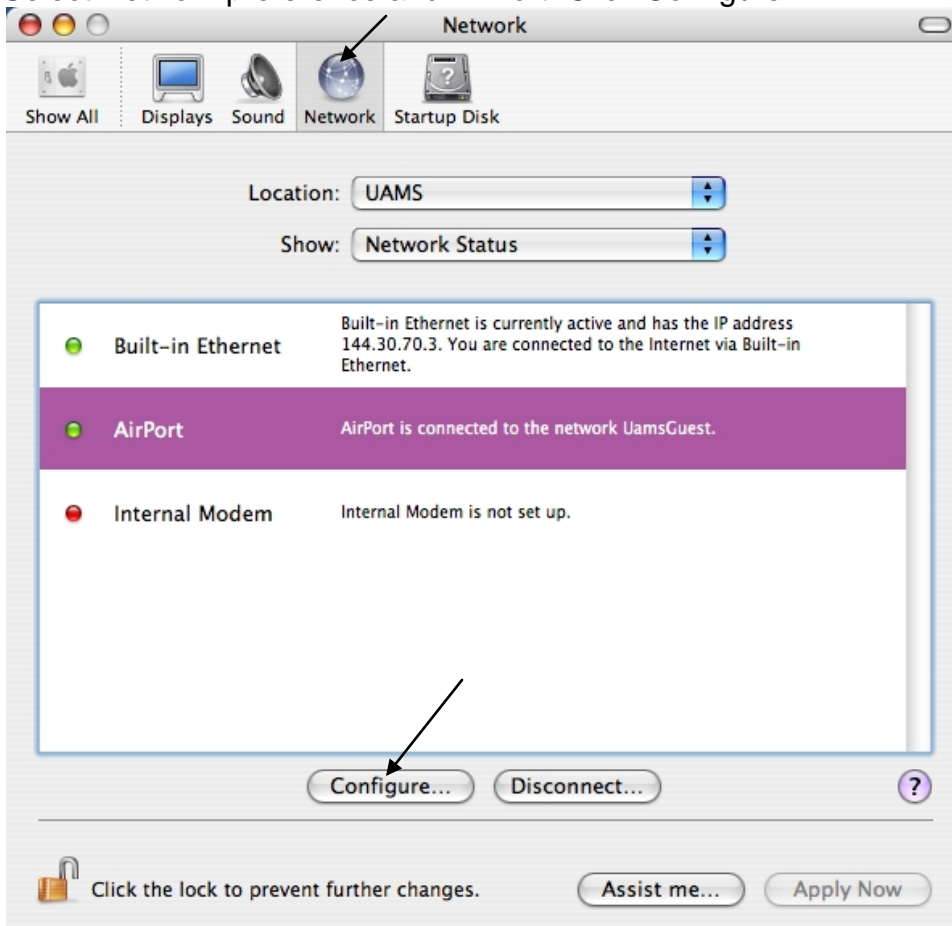 Network
Show All
Displays
Sound
Network
Startup Disk
Location: UAMS
Show: Network Status
Built-in Ethernet
Built-in Ethernet is currently active and has the IP address
144.30.70.3. You are connected to the Internet via Built-in
Ethernet.
AirPort
AirPort is connected to the network UamsGuest.
Internal Modem
Internal Modem is not set up.
Configure...
Disconnect...
?
Click the lock to prevent further changes.
Assist me...
Apply Now